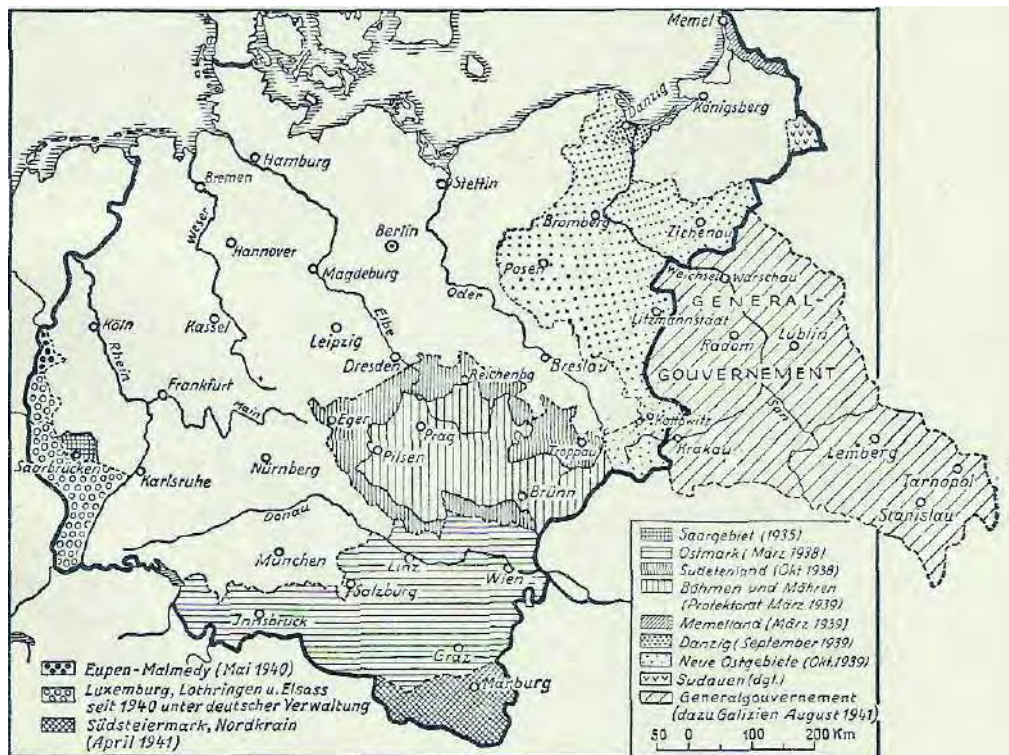 Memel
Königsberg
Danzig
Hamburg
Bremen
Stettin
Weser
Berlin
Bromberg
Zichenau
Hannover
Magdeburg
Posen
Weichsel
Warschau
Oder
GENERAL-
Litzmannstadt
Köln
Kassel
Elbe
Leipzig
Radom
Lublin
Rhein
Dresden
Reichenbg
Breslau
GOUVERNEMENT
Frankfurt
Main
San
Eger
Prag
Kattowitz
Troppau
Krakau
Lemberg
Saarbrücken
Pilsen
Nürnberg
Karlsruhe
Tarnopol
Brünn
Stanislau
Donau
München
Linz
Wien
Salzburg
Innsbruck
Graz
Marburg
Saargebiet (1935)
Ostmark (März 1938)
Sudetenland (Okt 1938)
Böhmen und Mähren
(Protektorat März 1939)
Memelland (März 1939)
Danzig (September 1939)
Neue Ostgebiete (Okt. 1939)
Sudauen (dgl.)
Generalgouvernement
(dazu Galizien August 1941)
50 0 100 200 Km
Eupen-Malmedy (Mai 1940)
Luxemburg, Lothringen u. Elsass
seit 1940 unter deutscher Verwaltung
Südsteiermark, Nordkrain
(April 1941)